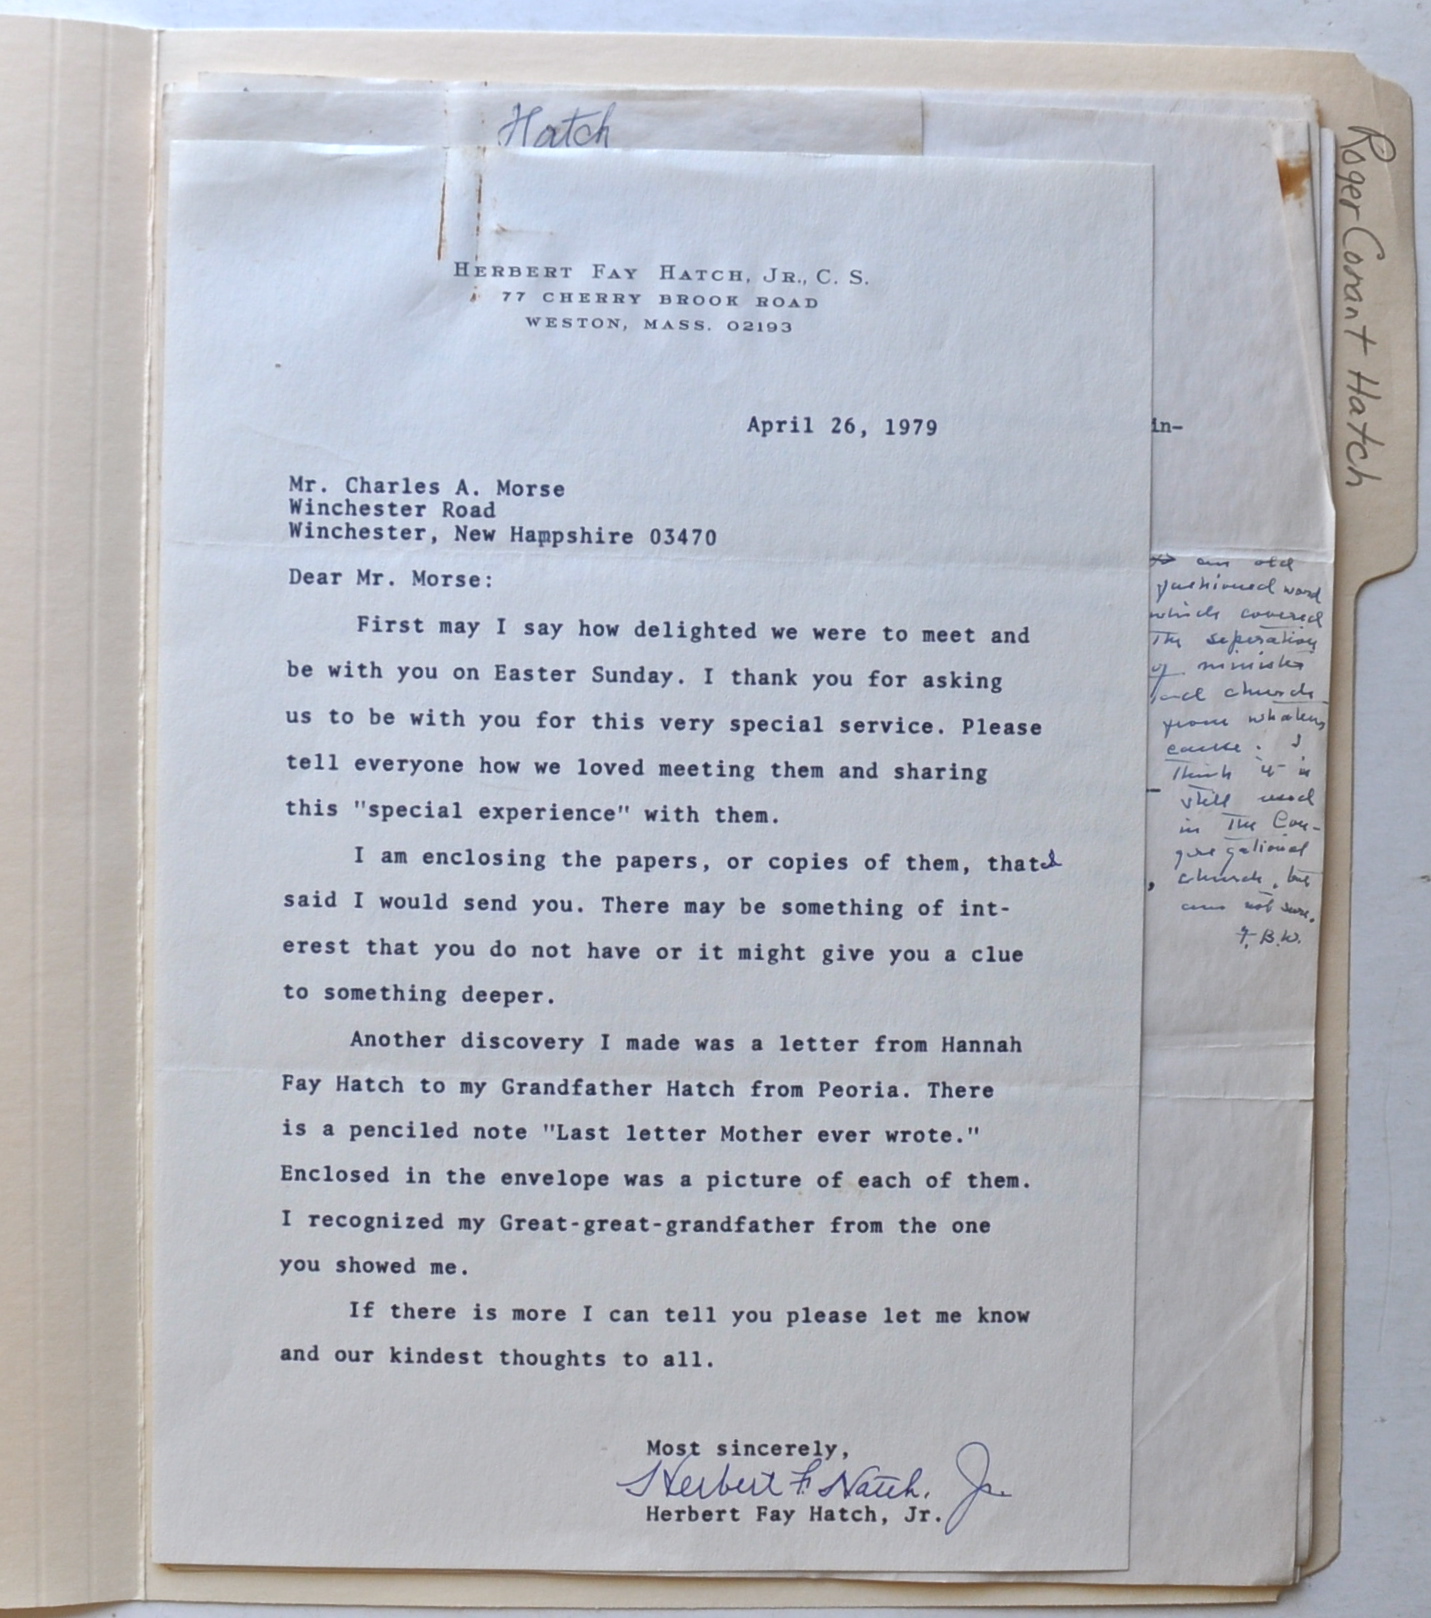 Hatch
Roger Conant Hatch
HERBERT FAY HATCH, JR., C. S.
77 CHERRY BROOK ROAD
WESTON, MASS. 02193
April 26, 1979
in-
Mr. Charles A. Morse
Winchester Road
Winchester, New Hampshire 03470
Dear Mr. Morse:
First may I say how delighted we were to meet and
be with you on Easter Sunday. I thank you for asking
us to be with you for this very special service. Please
tell everyone how we loved meeting them and sharing
this "special experience" with them.
I am enclosing the papers, or copies of them, that I
said I would send you. There may be something of int-
erest that you do not have or it might give you a clue
to something deeper.
Another discovery I made was a letter from Hannah
Fay Hatch to my Grandfather Hatch from Peoria. There
is a penciled note "Last letter Mother ever wrote."
Enclosed in the envelope was a picture of each of them.
I recognized my Great-great-grandfather from the one
you showed me.
If there is more I can tell you please let me know
and our kindest thoughts to all.
Most sincerely,
Herbert F. Hatch. Jr.
Herbert Fay Hatch, Jr.
an old
fashioned word
which covered
the seperation
of minister
and church
from whatever
cause. I
think it is
still used
in the Con-
gregational
church, but
am not sure.
F.B.W.